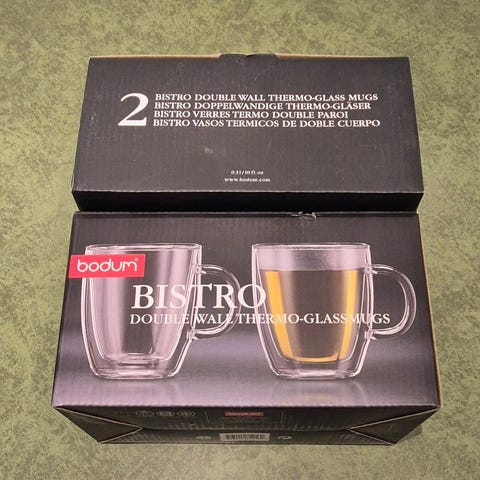 2
BISTRO DOUBLE WALL THERMO-GLASS MUGS
BISTRO DOPPELWANDIGE THERMO-GLÄSER
BISTRO VERRES TERMO DOUBLE PAROI
BISTRO VASOS TERMICOS DE DOBLE CUERPO
0.3 l/10 fl. oz
www.bodum.com
bodum®
BISTRO
DOUBLE WALL THERMO-GLASS MUGS
bodum